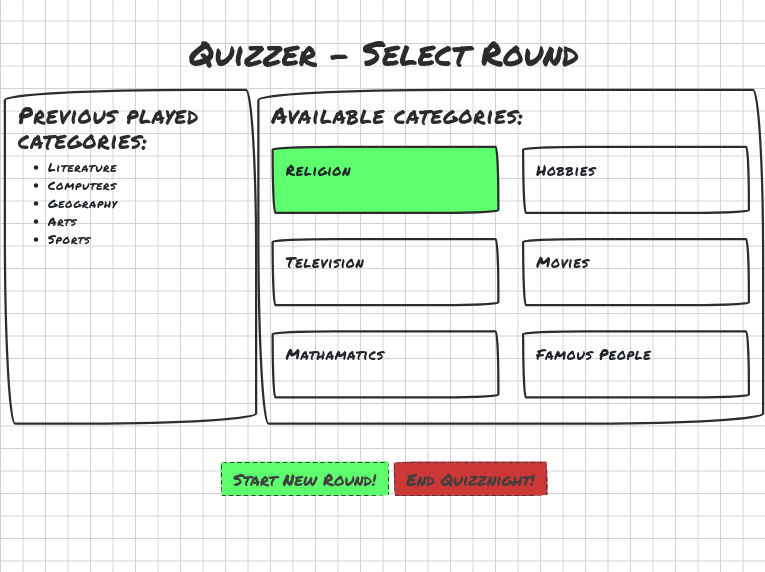 Quizzer - Select Round
Previous played
categories:
Literature
Computers
Geography
Arts
Sports
Available categories:
Religion
Hobbies
Television
Movies
Mathamatics
Famous People
Start New Round!
End Quizznight!